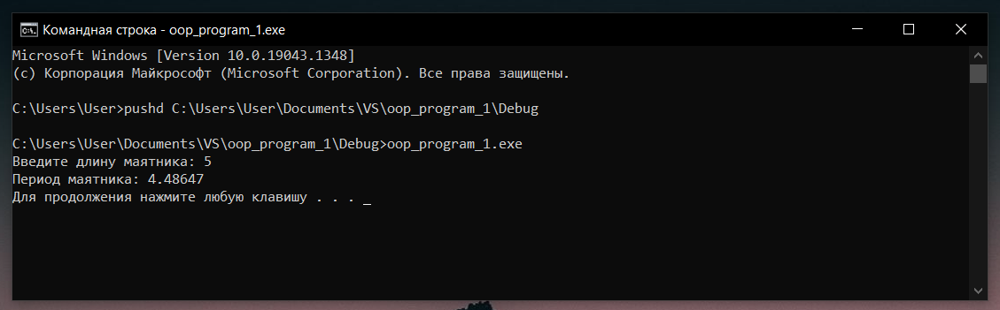 Командная строка - oop_program_1.exe
Microsoft Windows [Version 10.0.19043.1348]
(c) Корпорация Майкрософт (Microsoft Corporation). Все права защищены.
C:\Users\User>pushd C:\Users\User\Documents\VS\oop_program_1\Debug
C:\Users\User\Documents\VS\oop_program_1\Debug>oop_program_1.exe
Введите длину маятника: 5
Период маятника: 4.48647
Для продолжения нажмите любую клавишу . . . _